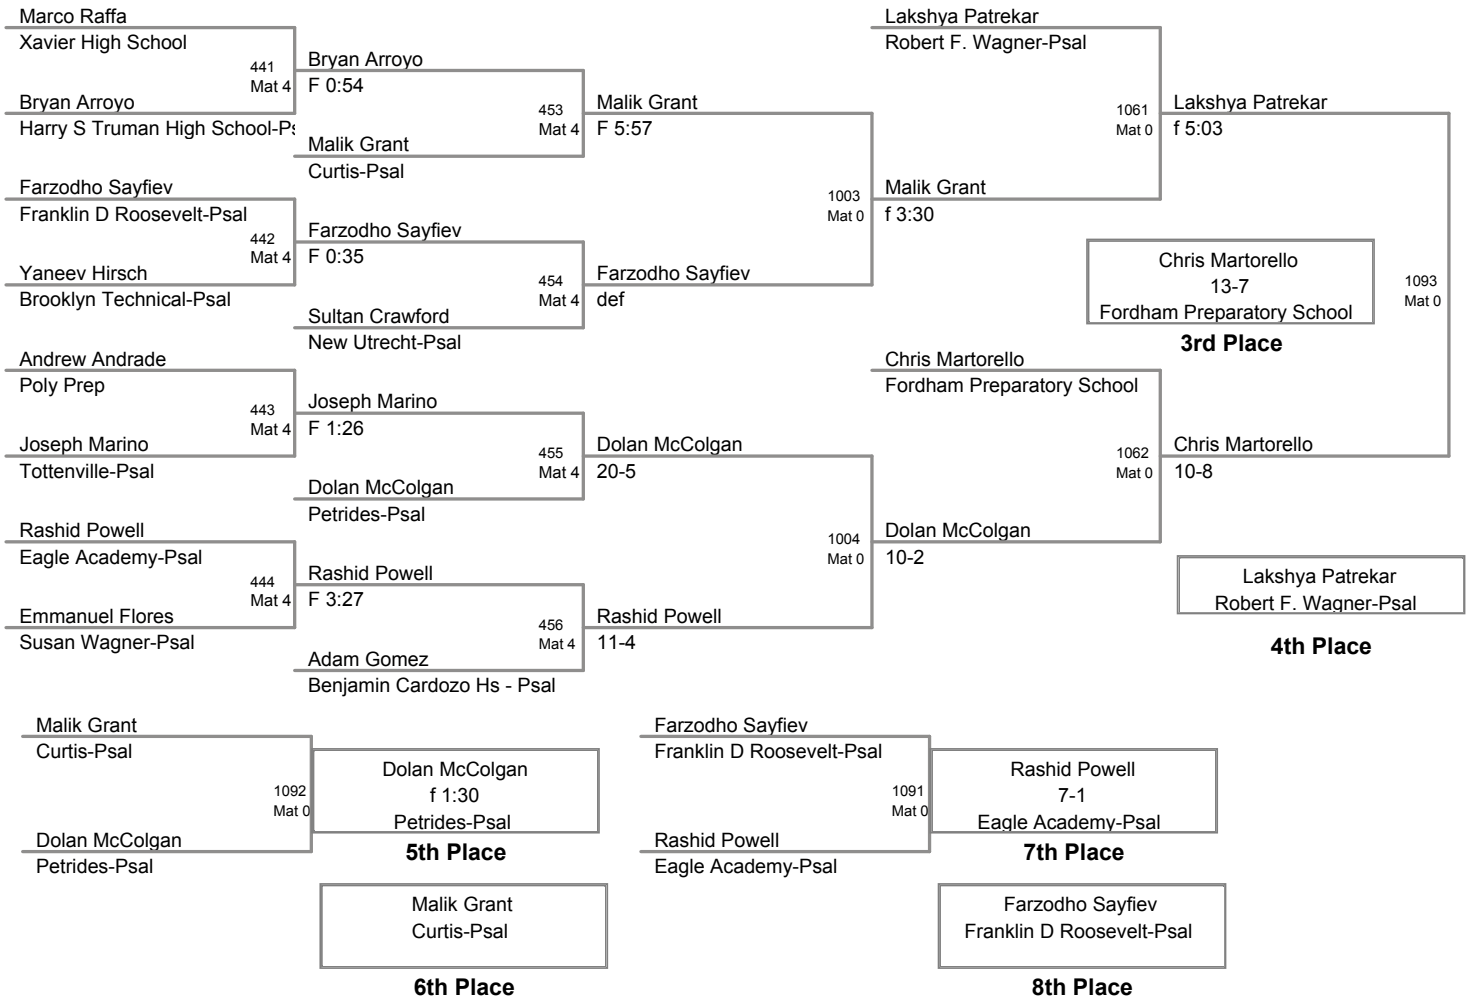 Marco Raffa
Xavier High School
441
Mat 4
Bryan Arroyo
Harry S Truman High School-Ps
Farzodho Sayfiev
Franklin D Roosevelt-Psal
442
Mat 4
Yaneev Hirsch
Brooklyn Technical-Psal
Andrew Andrade
Poly Prep
443
Mat 4
Joseph Marino
Tottenville-Psal
Rashid Powell
Eagle Academy-Psal
444
Mat 4
Emmanuel Flores
Susan Wagner-Psal
Bryan Arroyo
F 0:54
453
Mat 4
Malik Grant
Curtis-Psal
Farzodho Sayfiev
F 0:35
454
Mat 4
Sultan Crawford
New Utrecht-Psal
Joseph Marino
F 1:26
455
Mat 4
Dolan McColgan
Petrides-Psal
Rashid Powell
F 3:27
456
Mat 4
Adam Gomez
Benjamin Cardozo Hs - Psal
Malik Grant
F 5:57
1003
Mat 0
Farzodho Sayfiev
def
Dolan McColgan
20-5
1004
Mat 0
Rashid Powell
11-4
Lakshya Patrekar
Robert F. Wagner-Psal
1061
Mat 0
Malik Grant
f 3:30
Chris Martorello
Fordham Preparatory School
1062
Mat 0
Dolan McColgan
10-2
Lakshya Patrekar
f 5:03
1093
Mat 0
Chris Martorello
10-8
Chris Martorello
13-7
Fordham Preparatory School
3rd Place
Lakshya Patrekar
Robert F. Wagner-Psal
4th Place
Malik Grant
Curtis-Psal
1092
Mat 0
Dolan McColgan
Petrides-Psal
Dolan McColgan
f 1:30
Petrides-Psal
5th Place
Malik Grant
Curtis-Psal
6th Place
Farzodho Sayfiev
Franklin D Roosevelt-Psal
1091
Mat 0
Rashid Powell
Eagle Academy-Psal
Rashid Powell
7-1
Eagle Academy-Psal
7th Place
Farzodho Sayfiev
Franklin D Roosevelt-Psal
8th Place